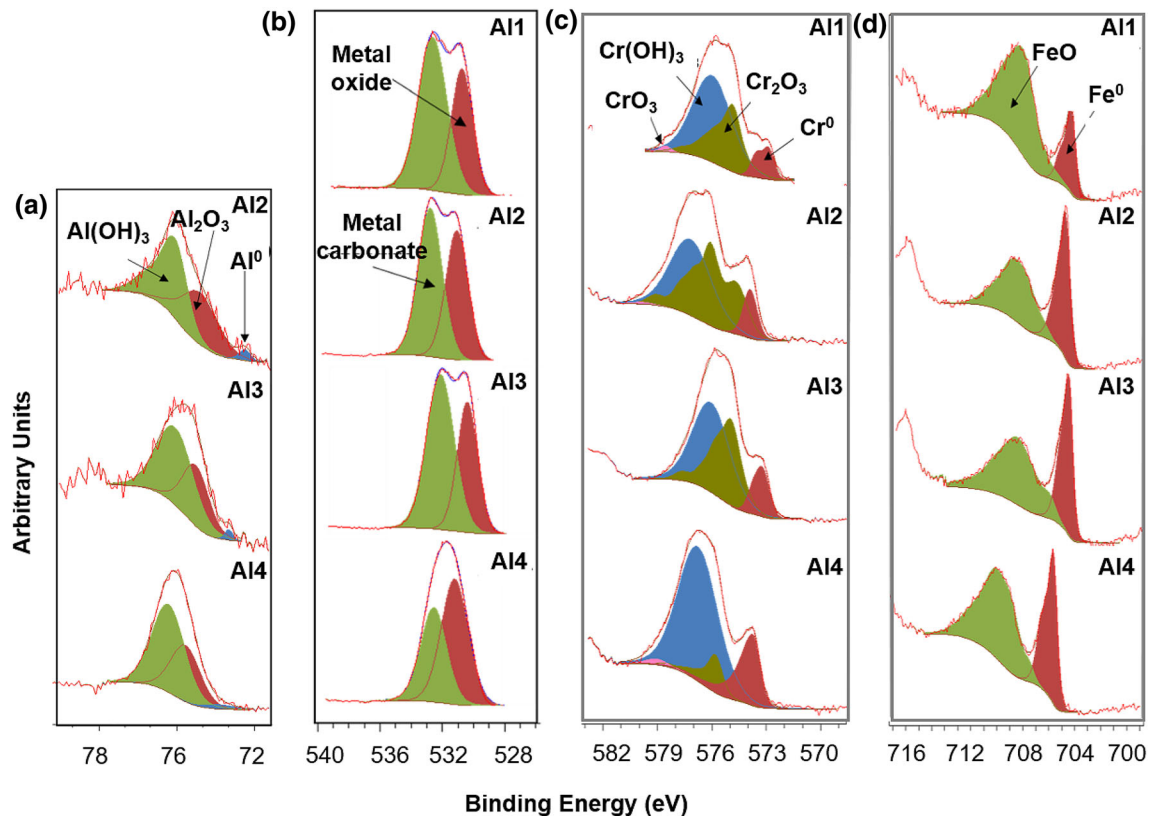 (a)
Al2
Al(OH)3
Al2O3
Al0
Al3
Al4
78 75 72
(b)
Al1
Metal
oxide
Al2
Metal
carbonate
Al3
Al4
540 536 532 528
(c)
Al1
Cr(OH)3
Cr2O3
CrO3
Cr0
Al2
Al3
Al4
582 579 576 573 570
(d)
Al1
FeO
Fe0
Al2
Al3
Al4
716 712 708 704 700
Arbitrary Units
Binding Energy (eV)